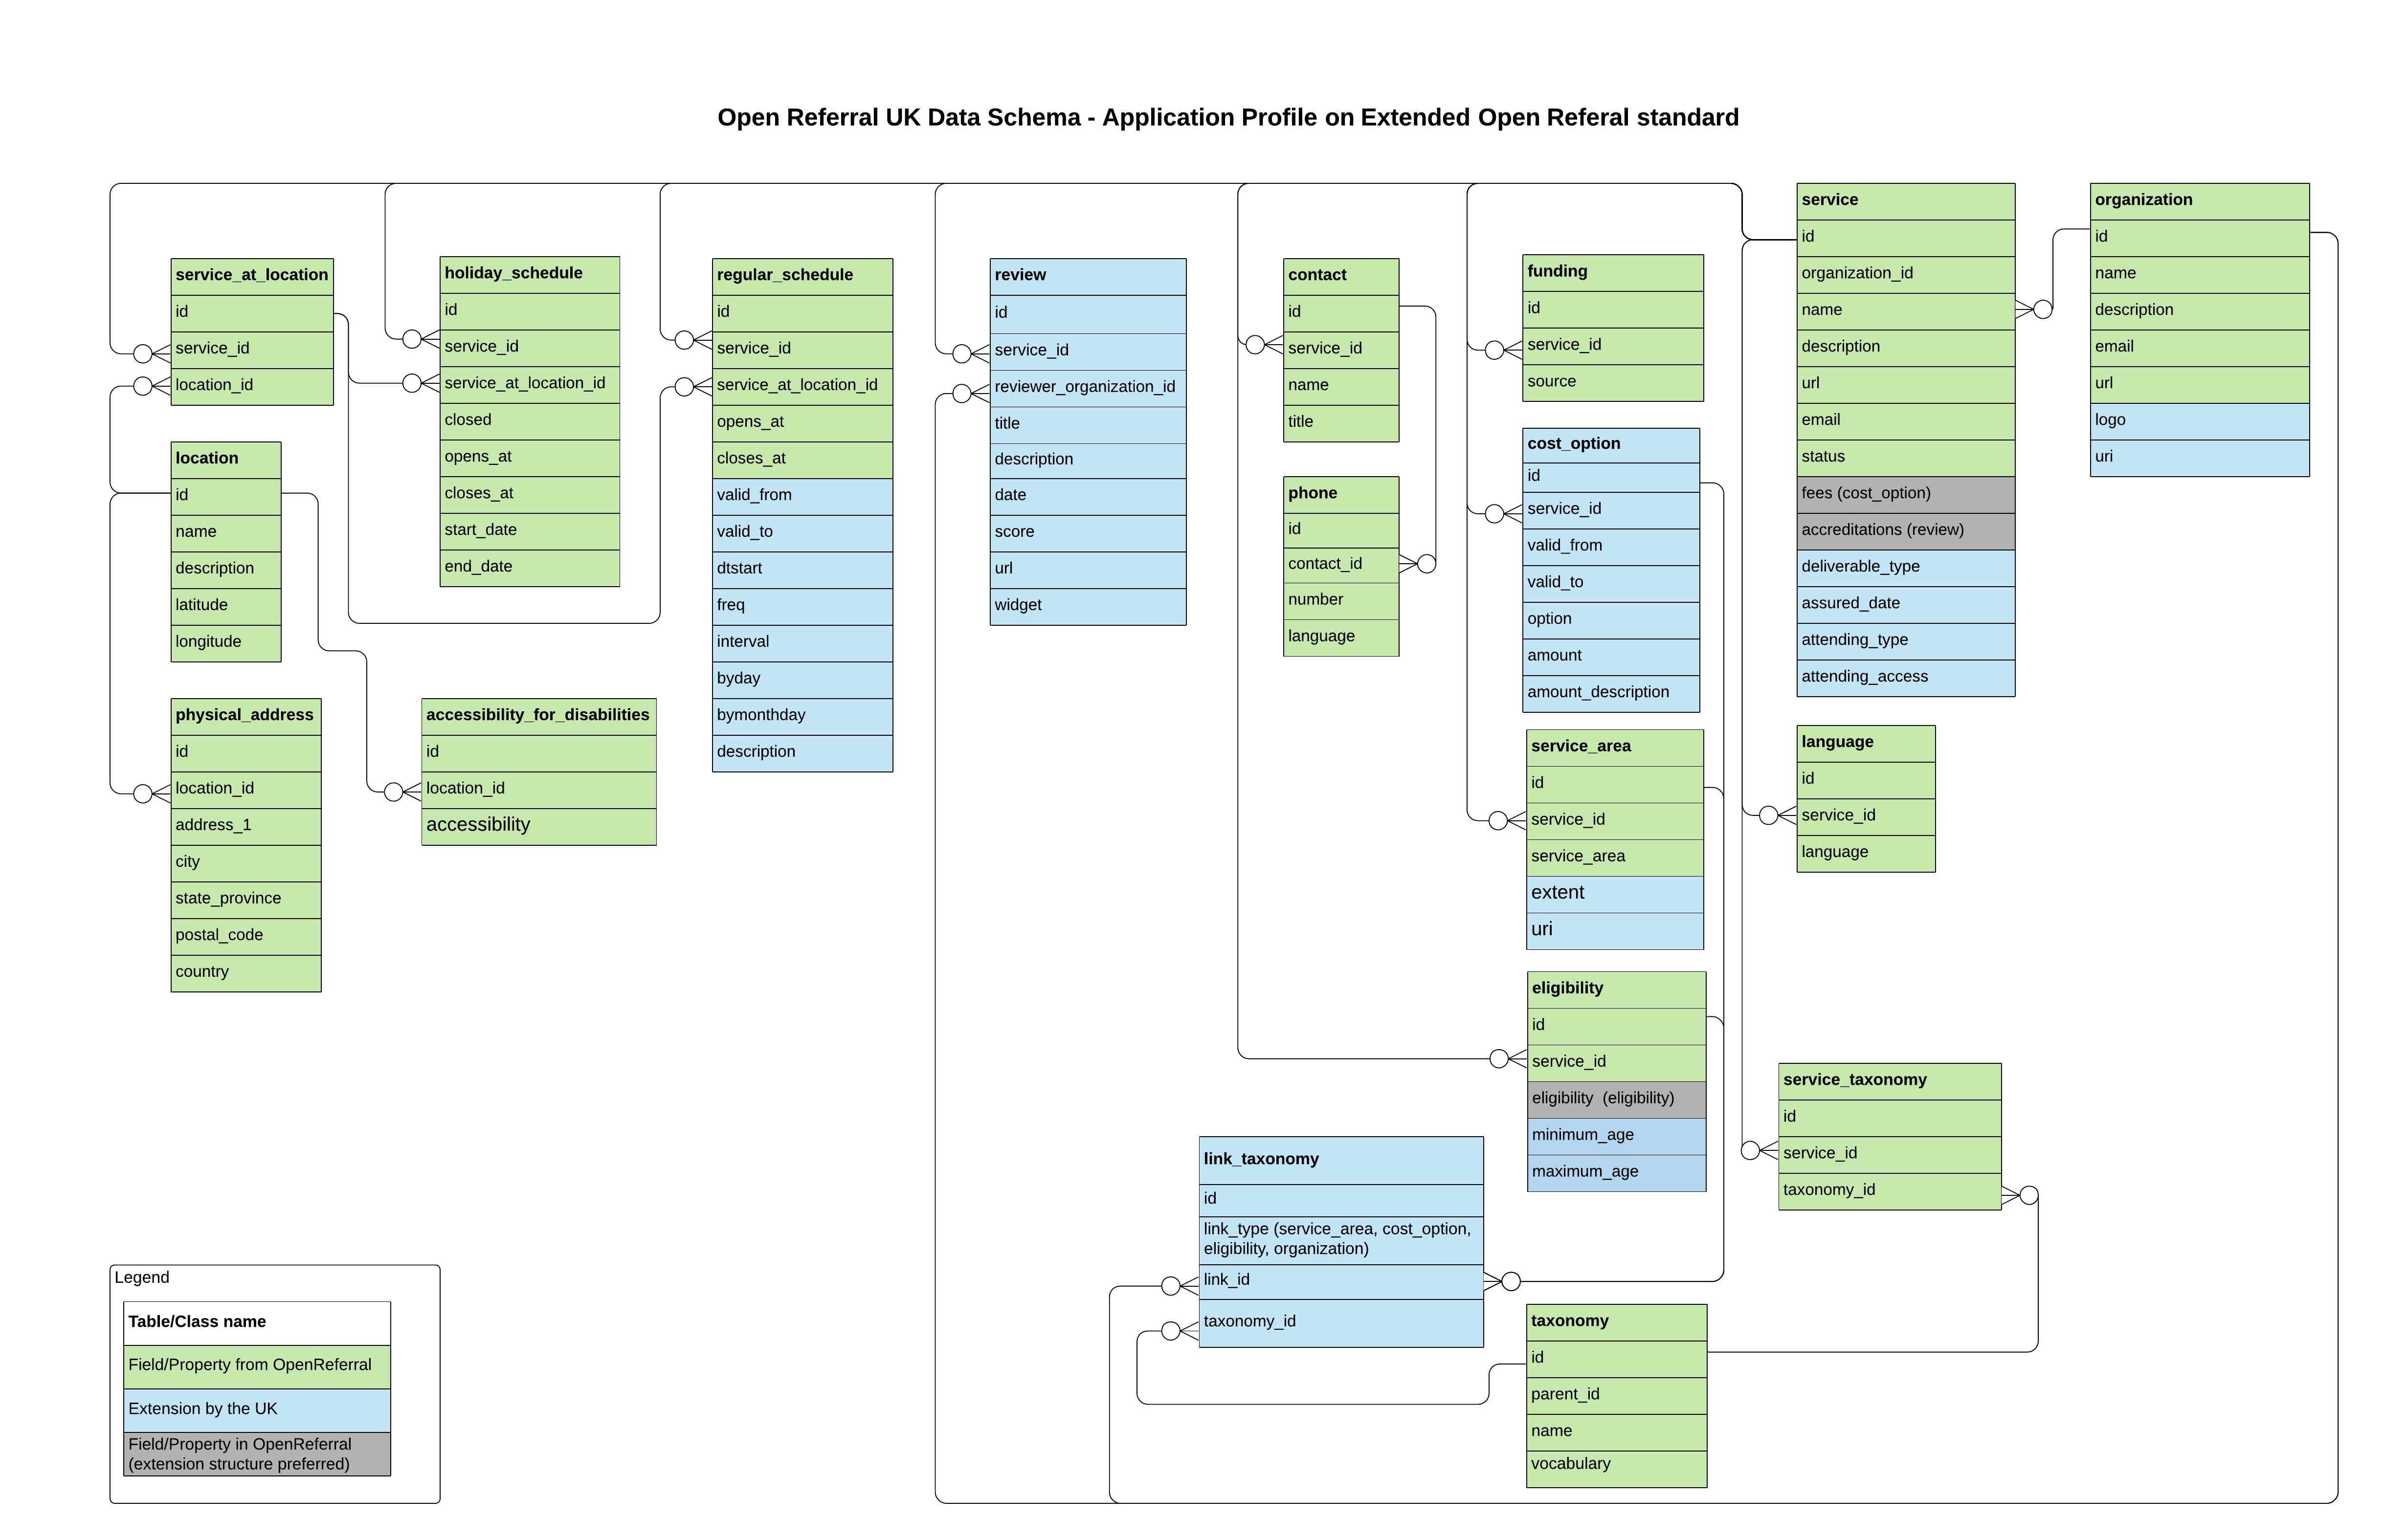 Open Referral UK Data Schema - Application Profile on Extended Open Referal standard
service_at_location
id
service_id
location_id
location
id
name
description
latitude
longitude
physical_address
id
location_id
address_1
city
state_province
postal_code
country
holiday_schedule
id
service_id
service_at_location_id
closed
opens_at
closes_at
start_date
end_date
accessibility_for_disabilities
id
location_id
accessibility
regular_schedule
id
service_id
service_at_location_id
opens_at
closes_at
valid_from
valid_to
dtstart
freq
interval
byday
bymonthday
description
review
id
service_id
reviewer_organization_id
title
description
date
score
url
widget
contact
id
service_id
name
title
phone
id
contact_id
number
language
funding
id
service_id
source
cost_option
id
service_id
valid_from
valid_to
option
amount
amount_description
service_area
id
service_id
service_area
extent
uri
eligibility
id
service_id
eligibility  (eligibility)
minimum_age
maximum_age
link_taxonomy
id
link_type (service_area, cost_option,
eligibility, organization)
link_id
taxonomy_id
taxonomy
id
parent_id
name
vocabulary
service
id
organization_id
name
description
url
email
status
fees (cost_option)
accreditations (review)
deliverable_type
assured_date
attending_type
attending_access
language
id
service_id
language
service_taxonomy
id
service_id
taxonomy_id
organization
id
name
description
email
url
logo
uri
Legend
Table/Class name
Field/Property from OpenReferral
Extension by the UK
Field/Property in OpenReferral
(extension structure preferred)